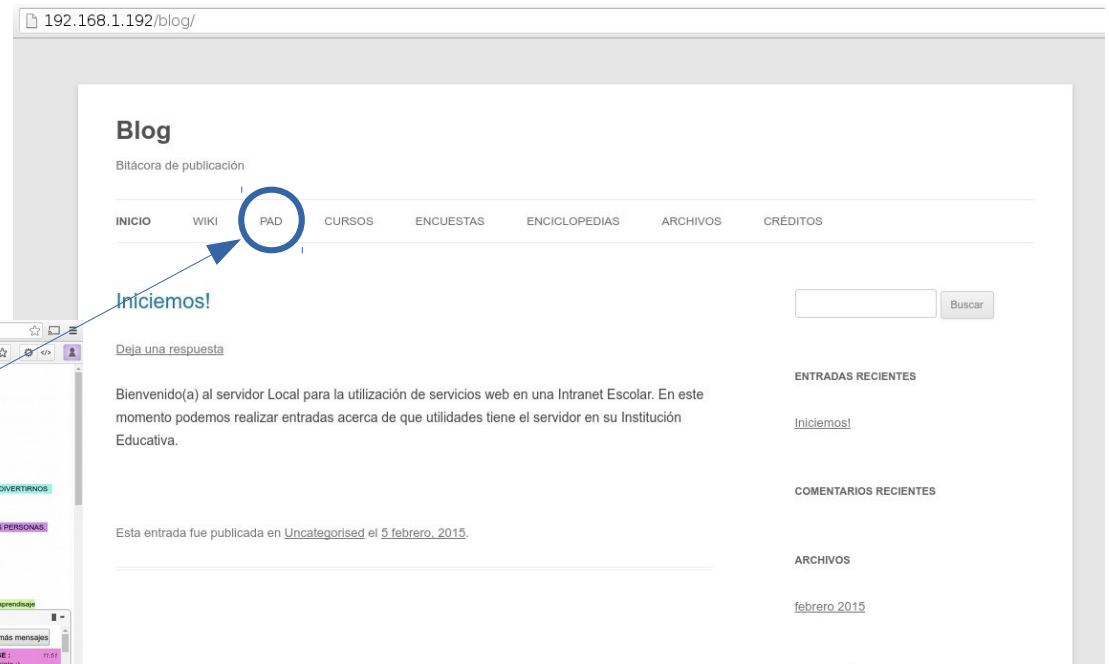 192.168.1.192/blog/
Blog
Bitácora de publicación
INICIO WIKI PAD CURSOS ENCUESTAS ENCICLOPEDIAS ARCHIVOS CRÉDITOS
Iniciemos!
Deja una respuesta
Bienvenido(a) al servidor Local para la utilización de servicios web en una Intranet Escolar. En este
momento podemos realizar entradas acerca de que utilidades tiene el servidor en su Institución
Educativa.
Esta entrada fue publicada en Uncategorised el 5 febrero, 2015.
Buscar
ENTRADAS RECIENTES
Iniciemos!
COMENTARIOS RECIENTES
ARCHIVOS
febrero 2015
DIVERTIRNOS
PERSONAS.
aprendisaje
más mensajes
11:51